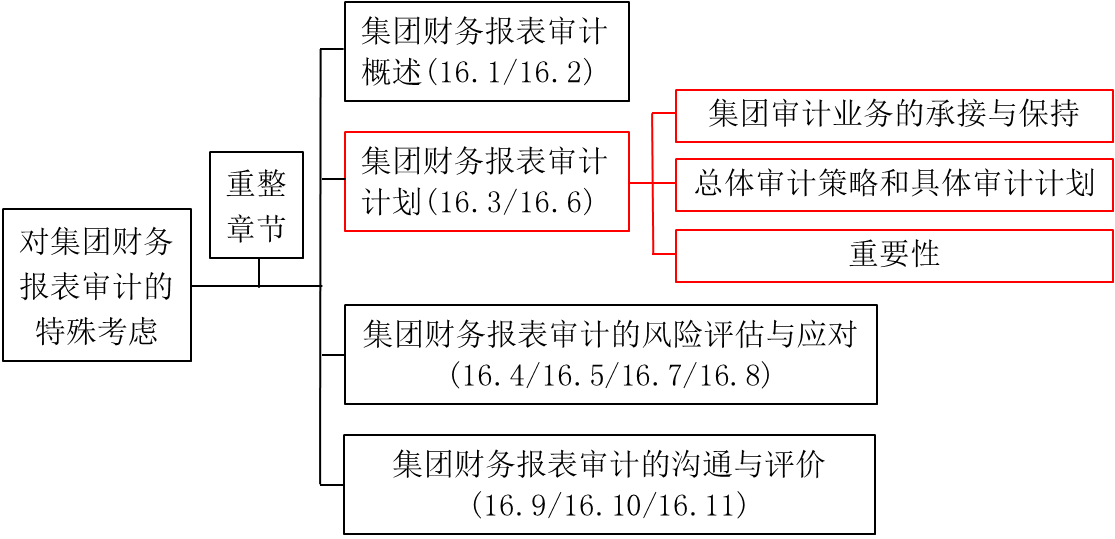 对集团财务
报表审计的
特殊考虑
重整
章节
集团财务报表审计
概述(16.1/16.2)
集团财务报表审计
计划(16.3/16.6)
集团审计业务的承接与保持
总体审计策略和具体审计计划
重要性
集团财务报表审计的风险评估与应对
(16.4/16.5/16.7/16.8)
集团财务报表审计的沟通与评价
(16.9/16.10/16.11)